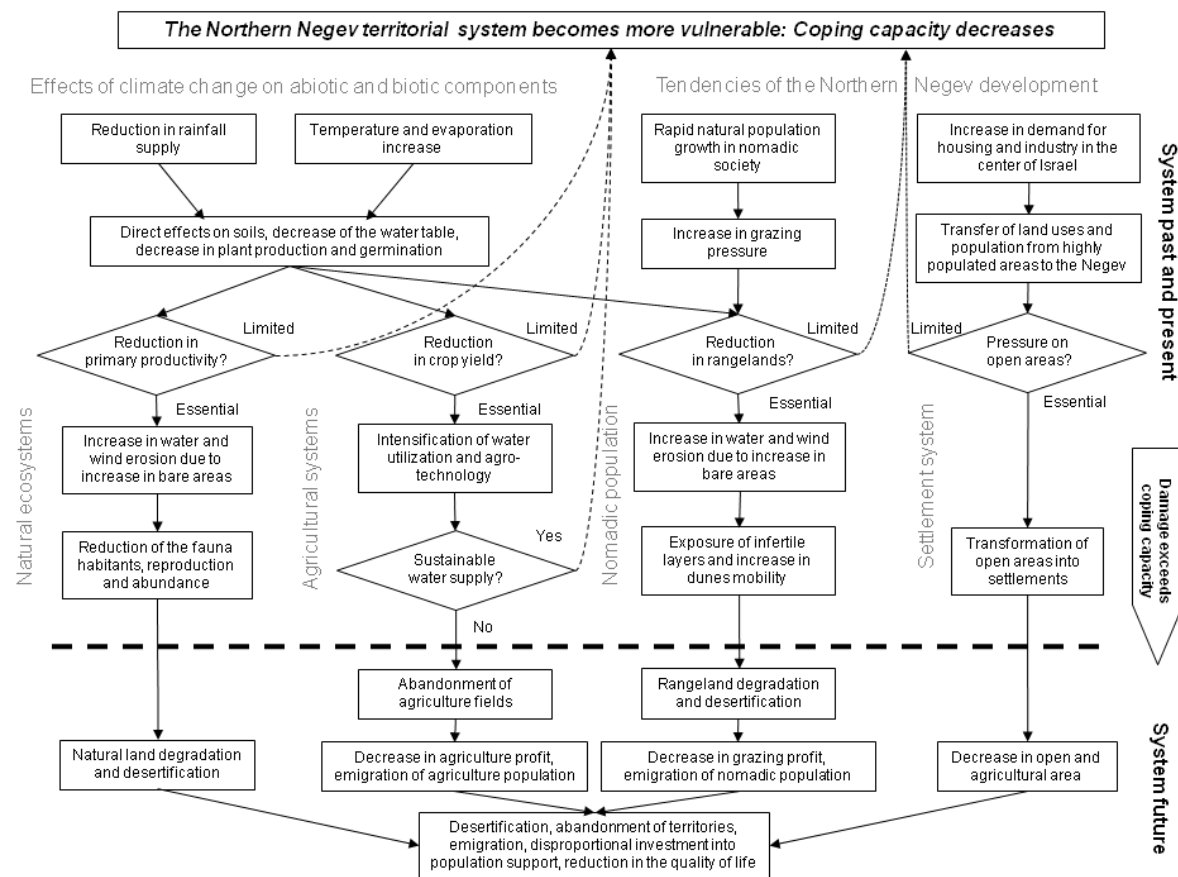 The Northern Negev territorial system becomes more vulnerable: Coping capacity decreases
Effects of climate change on abiotic and biotic components
Tendencies of the Northern Negev development
Reduction in rainfall
supply
Temperature and evaporation
increase
Rapid natural population
growth in nomadic
society
Increase in demand for
housing and industry in the
center of Israel
System past and present
Direct effects on soils, decrease of the water table,
decrease in plant production and germination
Increase in grazing
pressure
Transfer of land uses and
population from highly
populated areas to the Negev
Limited
Limited
Limited
Limited
Reduction in
primary productivity?
Reduction
in crop yield?
Reduction
in rangelands?
Pressure on
open areas?
Essential
Essential
Essential
Essential
Natural ecosystems
Agricultural systems
Nomadic population
Settlement system
Increase in water and
wind erosion due to
increase in bare areas
Intensification of water
utilization and agro-
technology
Increase in water and wind
erosion due to increase in
bare areas
Damage exceeds
coping capacity
Yes
Reduction of the fauna
habitants, reproduction
and abundance
Sustainable
water supply?
Exposure of infertile
layers and increase in
dunes mobility
Transformation of
open areas into
settlements
No
Abandonment of
agriculture fields
Rangeland degradation
and desertification
System future
Natural land degradation
and desertification
Decrease in agriculture profit,
emigration of agriculture population
Decrease in grazing profit,
emigration of nomadic population
Decrease in open and
agricultural area
Desertification, abandonment of territories,
emigration, disproportional investment into
population support, reduction in the quality of life